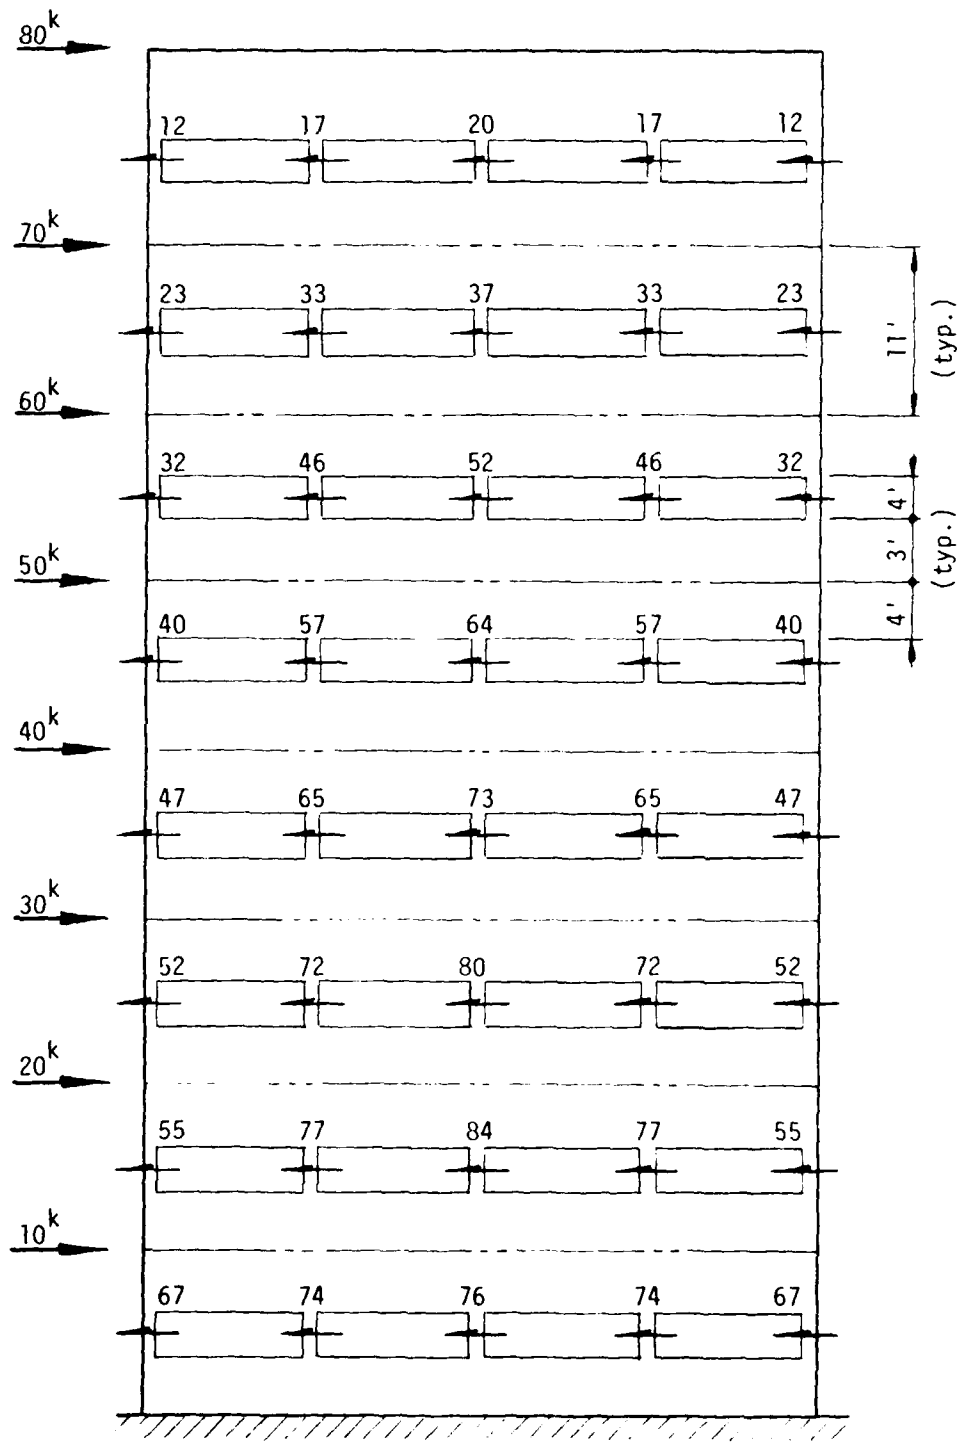 80k
12 17 20 17 12
70k
23 33 37 33 23
11'
(typ.)
60k
32 46 52 46 32
4'
3'
(typ.)
50k
4'
40 57 64 57 40
40k
47 65 73 65 47
30k
52 72 80 72 52
20k
55 77 84 77 55
10k
67 74 76 74 67